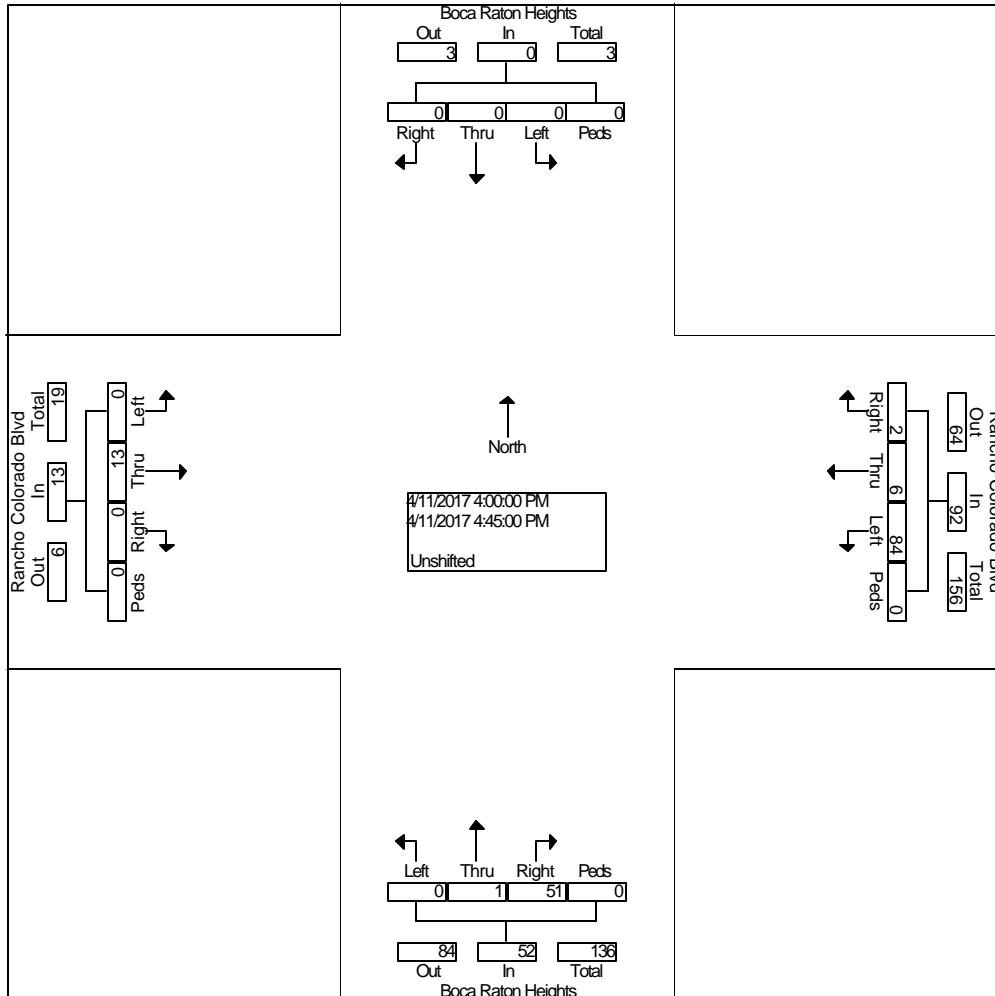 Boca Raton Heights
Out In Total
3 0 3
0 0 0 0
Right Thru Left Peds
Rancho Colorado Blvd
Total In Out
19 13 6
0 13 0 0
Left Thru Right Peds
North
4/11/2017 4:00:00 PM
4/11/2017 4:45:00 PM
Unshifted
Rancho Colorado Blvd
Out In Total
64 92 156
2 6 84 0
Right Thru Left Peds
Left Thru Right Peds
0 1 51 0
84 52 136
Out In Total
Boca Raton Heights